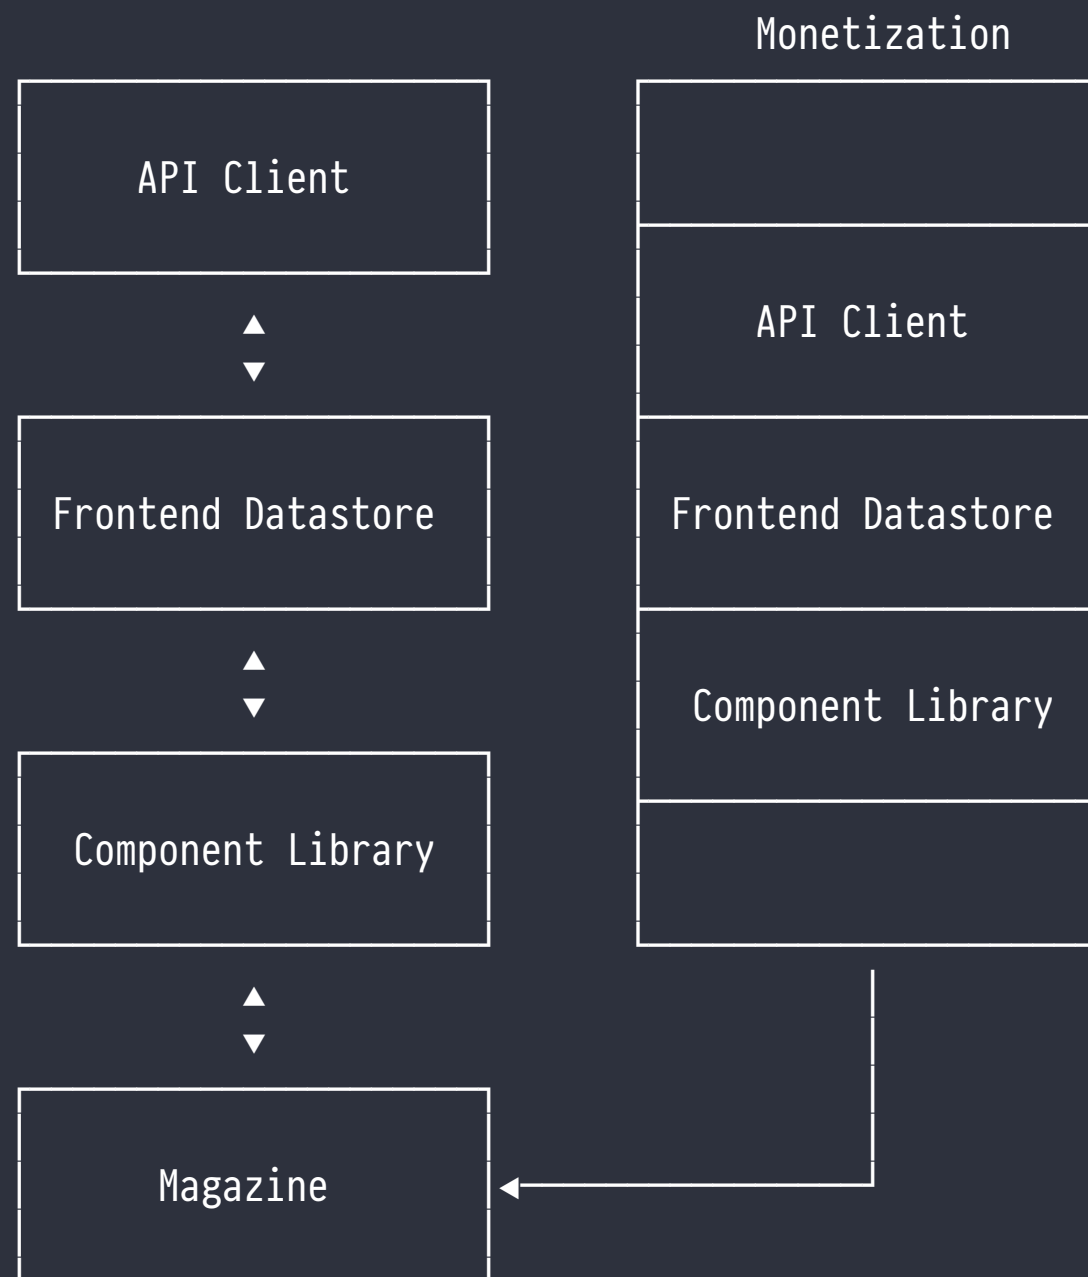 Monetization
API Client
API Client
Frontend Datastore
Frontend Datastore
Component Library
Component Library
Magazine